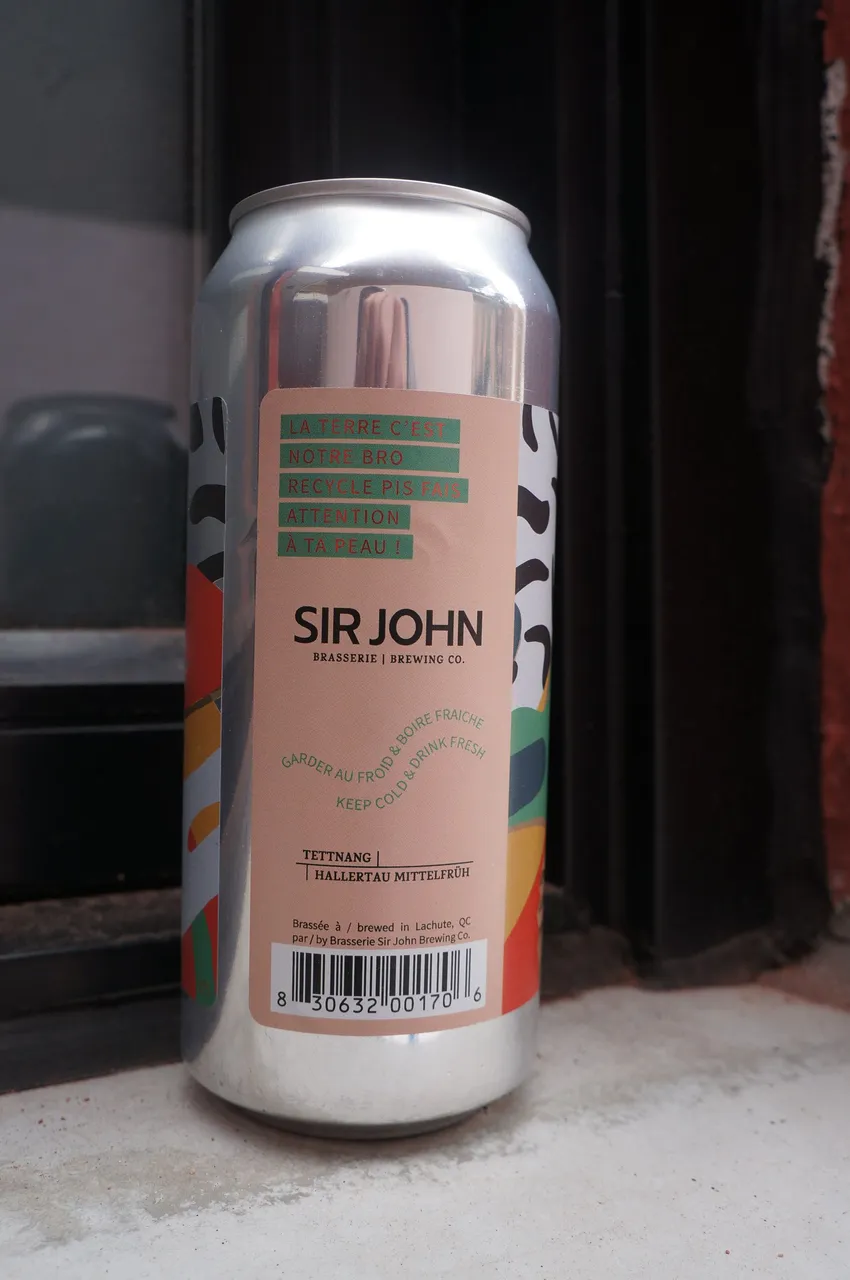 LA TERRE C'EST
NOTRE BRO
RECYCLE PIS FAIS
ATTENTION
À TA PEAU !
SIR JOHN
BRASSERIE | BREWING CO.
GARDER AU FROID & BOIRE FRAICHE
KEEP COLD & DRINK FRESH
TETTNANG
HALLERTAU MITTELFRÜH
Brassée à / brewed in Lachute, QC
par / by Brasserie Sir John Brewing Co.
8 30632 00170 6